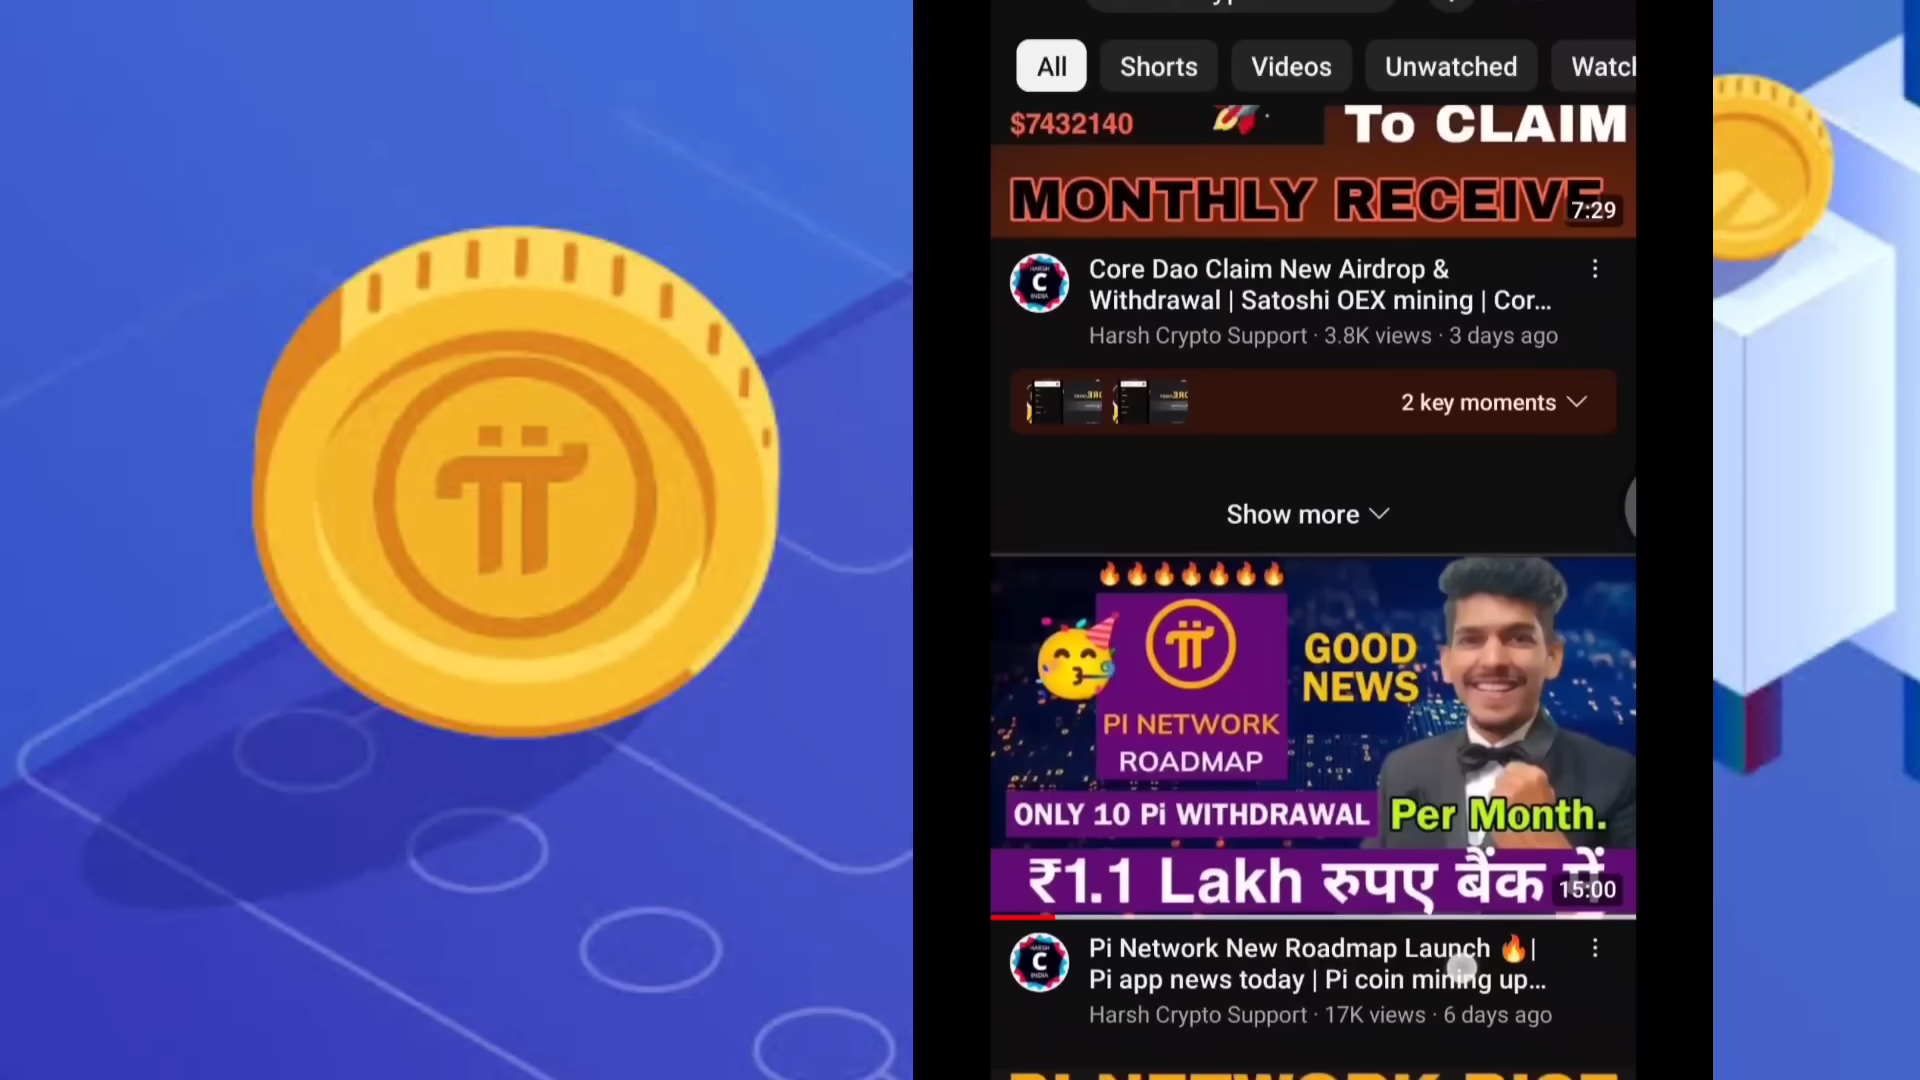 All
Shorts
Videos
Unwatched
$7432140
To CLAIM
MONTHLY RECEIVE
7:29
Core Dao Claim New Airdrop &
Withdrawal | Satoshi OEX mining | Cor...
Harsh Crypto Support · 3.8K views · 3 days ago
2 key moments
Show more
GOOD
NEWS
PI NETWORK
ROADMAP
ONLY 10 Pi WITHDRAWAL
Per Month.
₹1.1 Lakh रुपए बैंक में
15:00
Pi Network New Roadmap Launch 🔥|
Pi app news today | Pi coin mining up...
Harsh Crypto Support · 17K views · 6 days ago